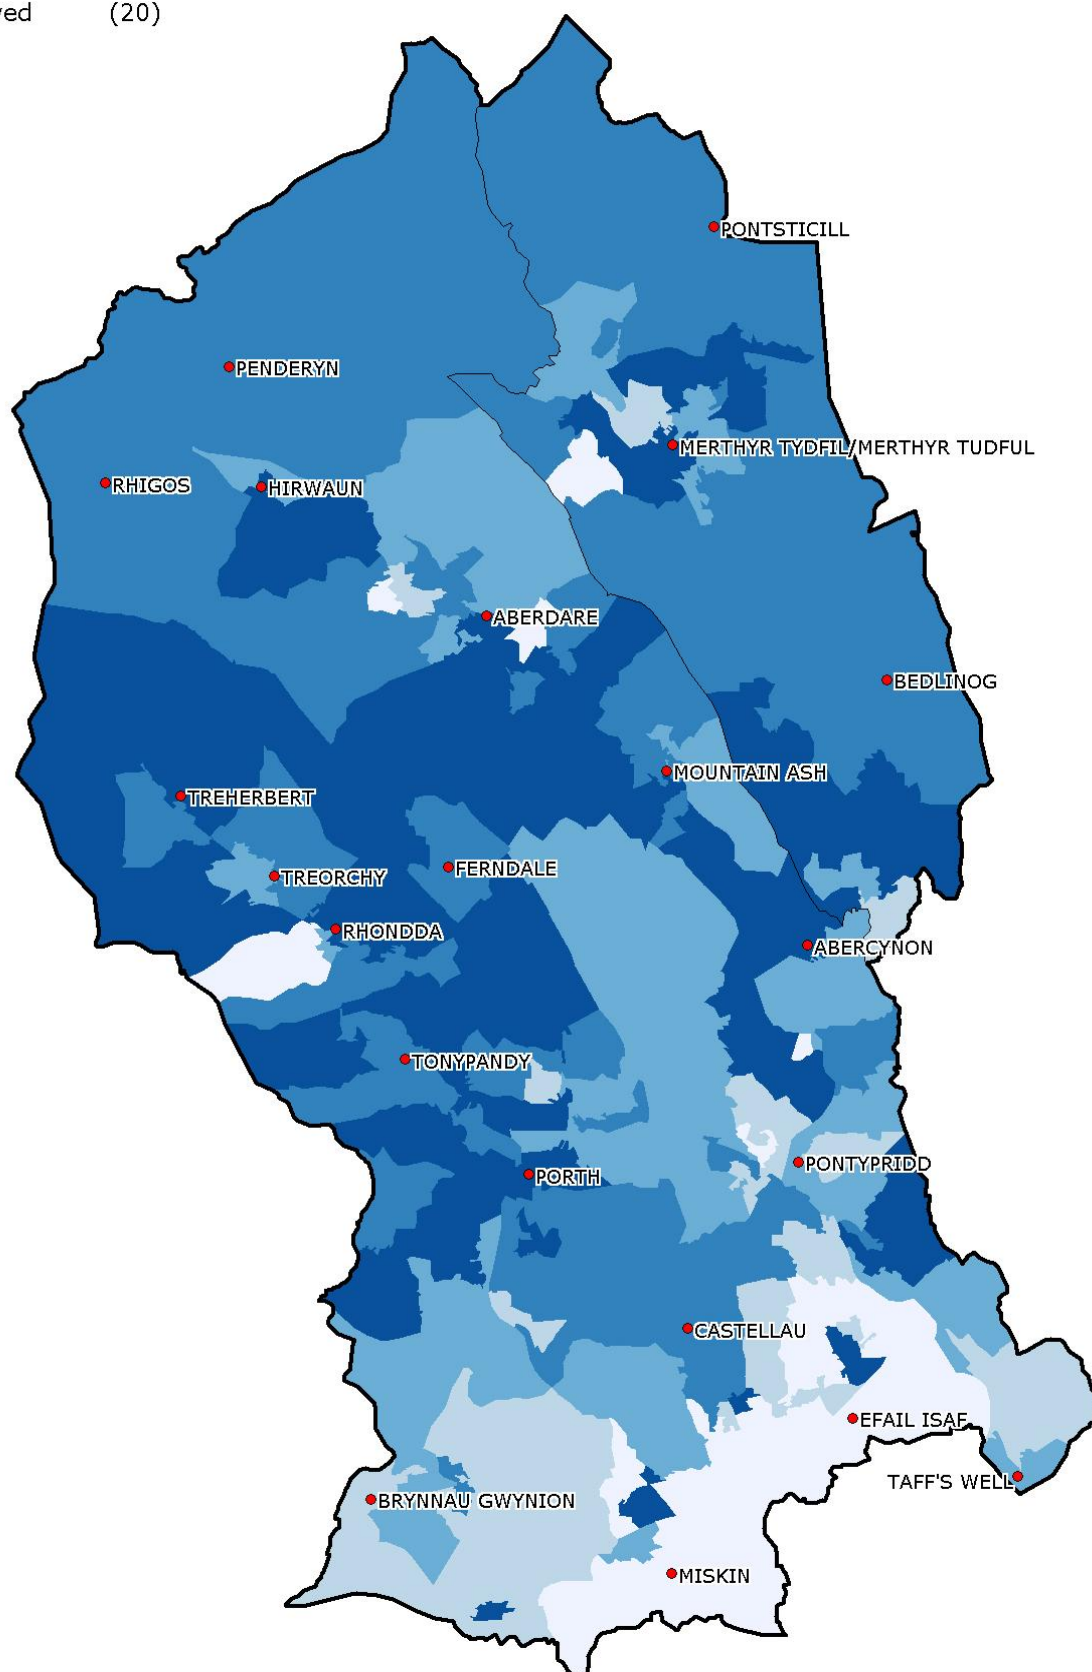 ved (20)
PONTSTICILL
PENDERYN
MERTHYR TYDFIL/MERTHYR TUDFUL
RHIGOS
HIRWAUN
ABERDARE
BEDLINOG
MOUNTAIN ASH
TREHERBERT
FERNDALE
TREORCHY
RHONDDA
ABERCYNON
TONYPANDY
PONTYPRIDD
PORTH
CASTELLAU
EFAIL ISAF
TAFF'S WELL
BRYNNAU GWYNION
MISKIN